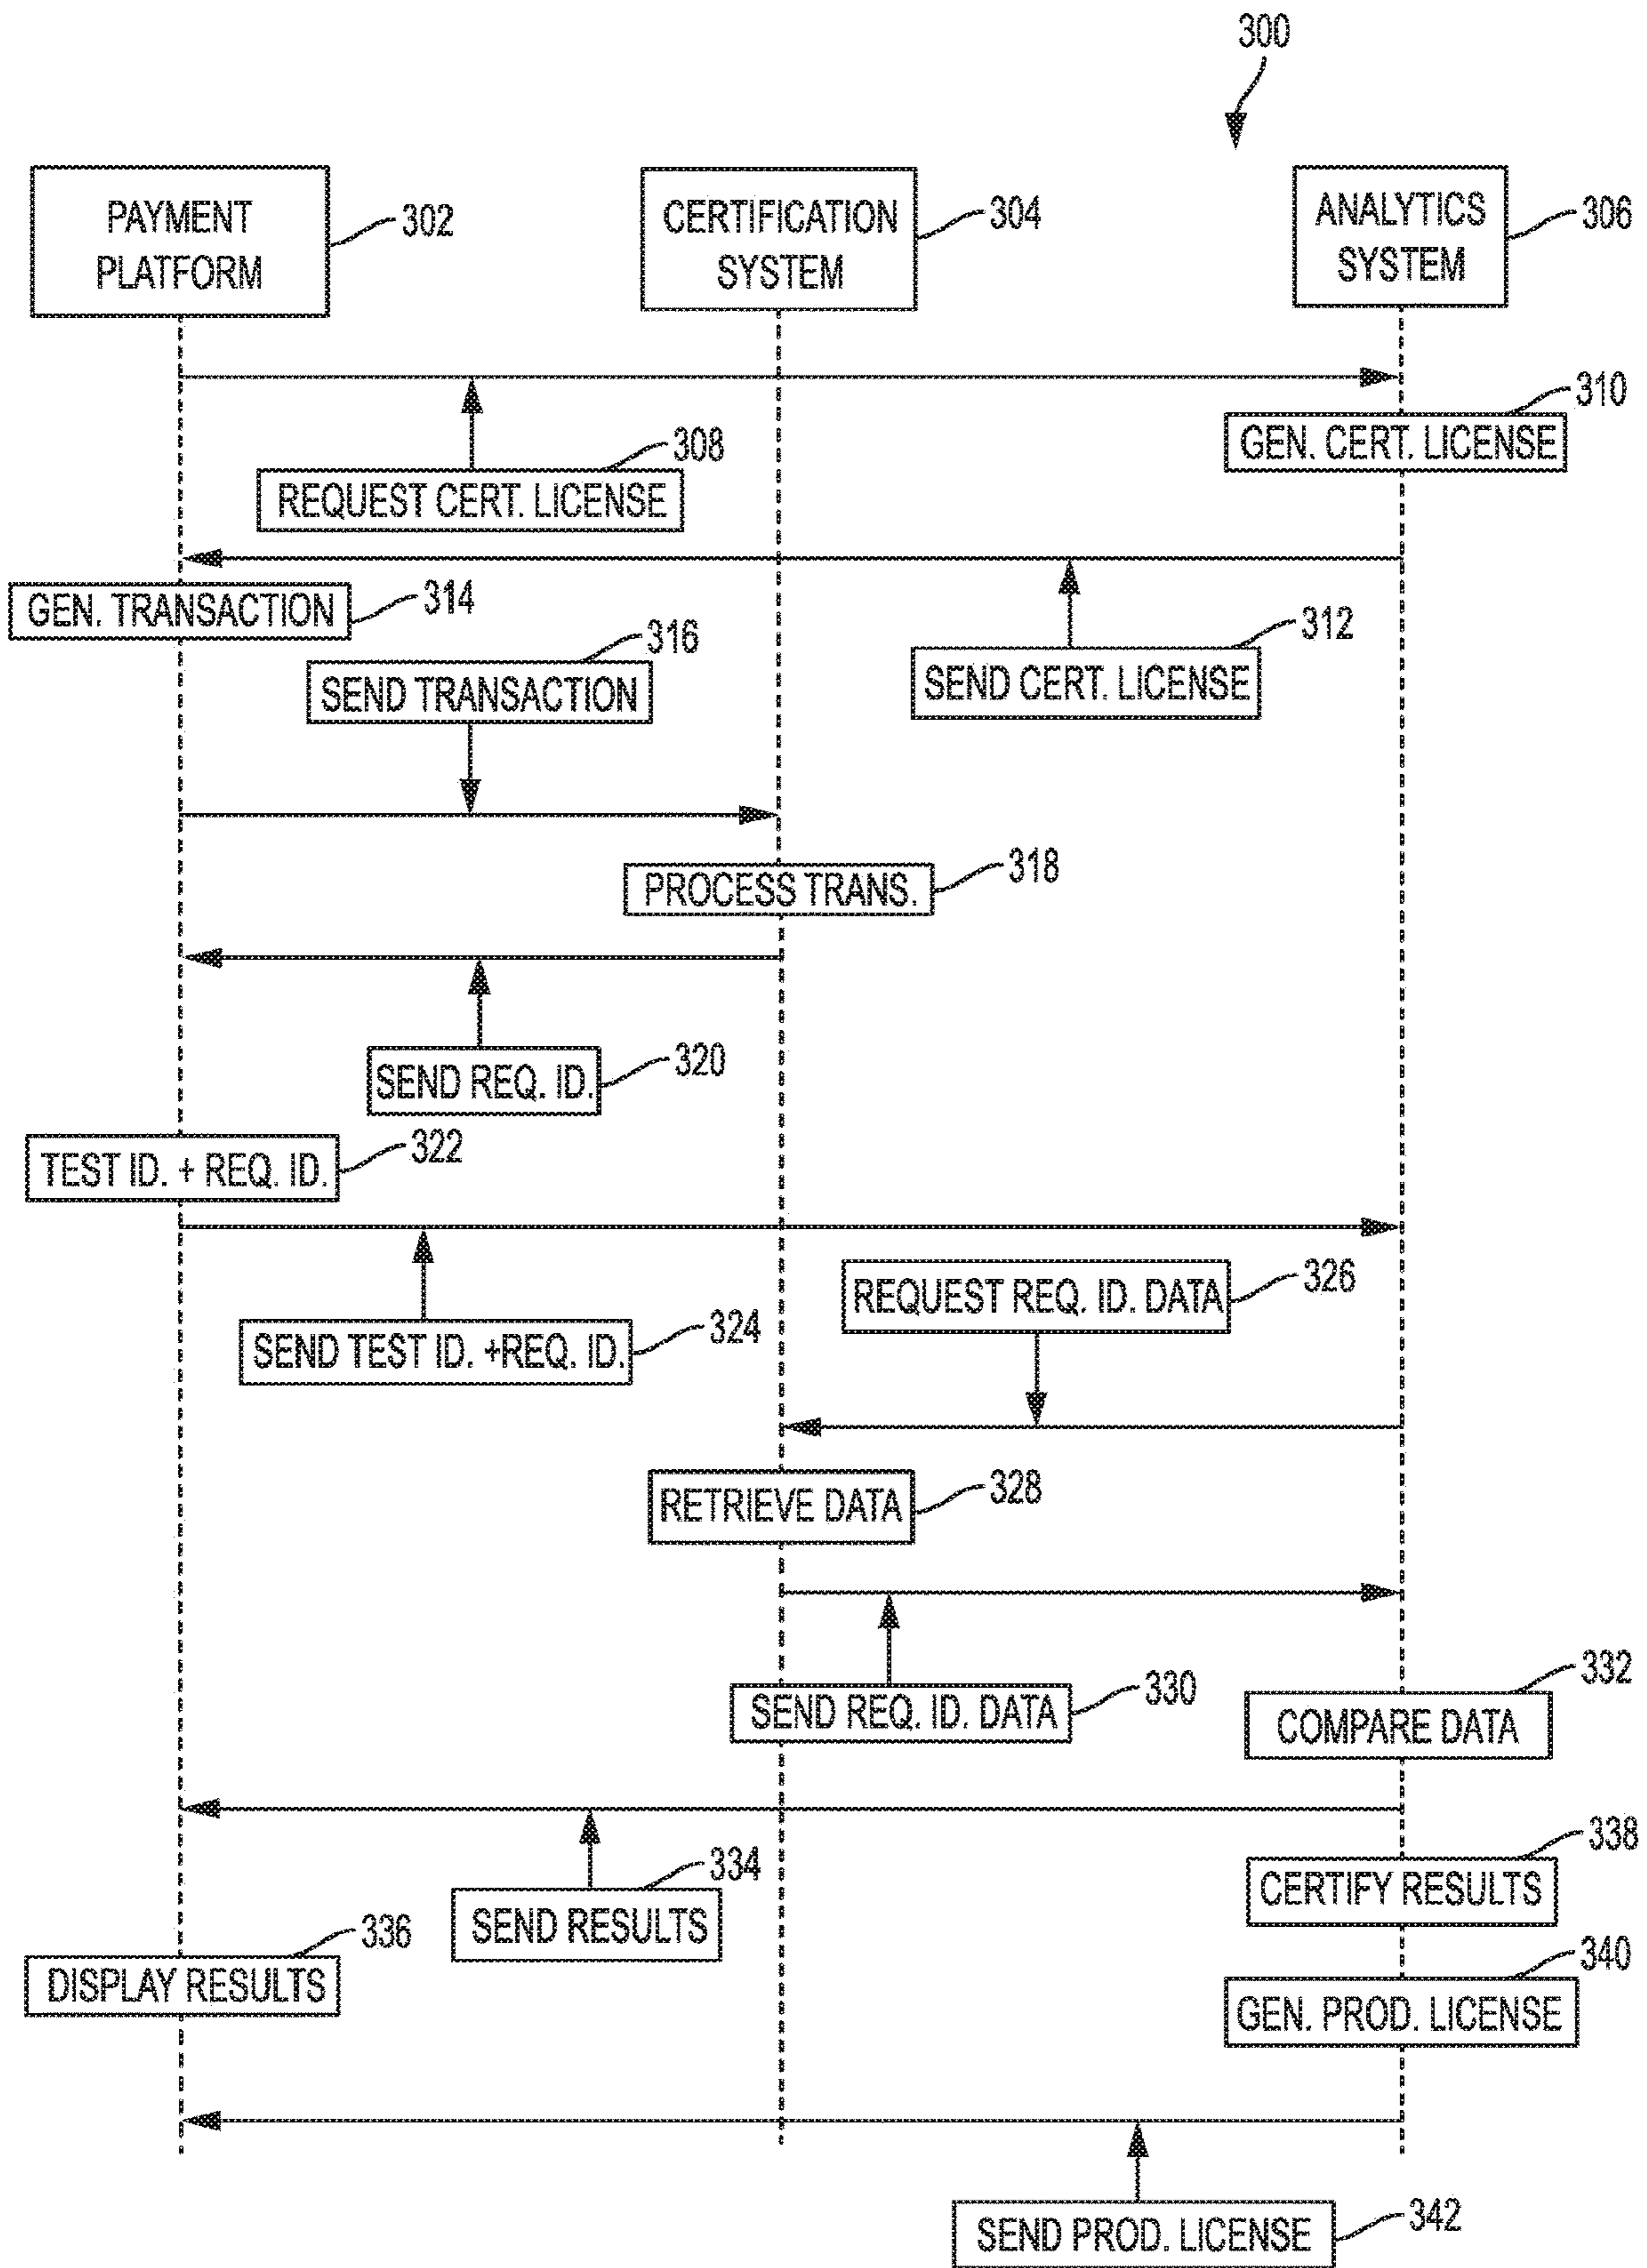 300
PAYMENT
PLATFORM
302
CERTIFICATION
SYSTEM
304
ANALYTICS
SYSTEM
306
308
REQUEST CERT. LICENSE
310
GEN. CERT. LICENSE
GEN. TRANSACTION
314
312
SEND CERT. LICENSE
316
SEND TRANSACTION
PROCESS TRANS.
318
SEND REQ. ID.
320
TEST ID. + REQ. ID.
322
SEND TEST ID. +REQ. ID.
324
REQUEST REQ. ID. DATA
326
RETRIEVE DATA
328
SEND REQ. ID. DATA
330
332
COMPARE DATA
334
SEND RESULTS
338
CERTIFY RESULTS
336
DISPLAY RESULTS
340
GEN. PROD. LICENSE
SEND PROD. LICENSE
342